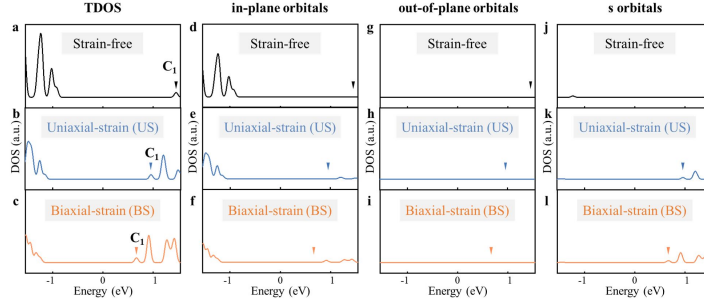 TDOS
in-plane orbitals
out-of-plane orbitals
s orbitals
a
Strain-free
C1
d
Strain-free
g
Strain-free
j
Strain-free
DOS (a.u.)
b
Uniaxial-strain (US)
C1
DOS (a.u.)
e
Uniaxial-strain (US)
DOS (a.u.)
h
Uniaxial-strain (US)
DOS (a.u.)
k
Uniaxial-strain (US)
c
Biaxial-strain (BS)
C1
f
Biaxial-strain (BS)
i
Biaxial-strain (BS)
l
Biaxial-strain (BS)
-1 0 1
-1 0 1
-1 0 1
-1 0 1
Energy (eV)
Energy (eV)
Energy (eV)
Energy (eV)